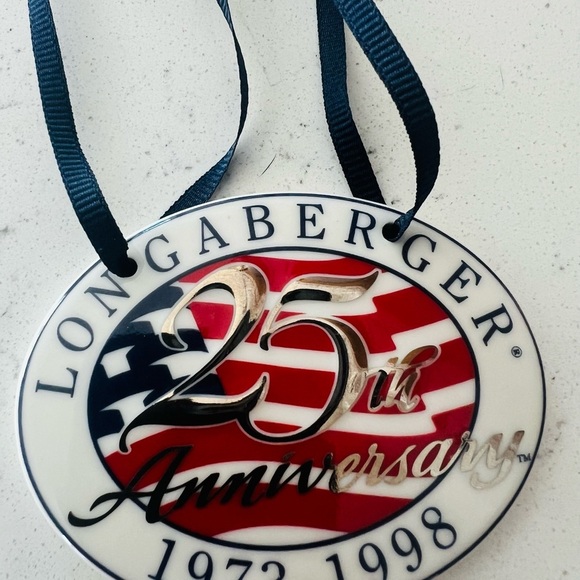 LONGABERGER®
25th
Anniversary™
1973-1998